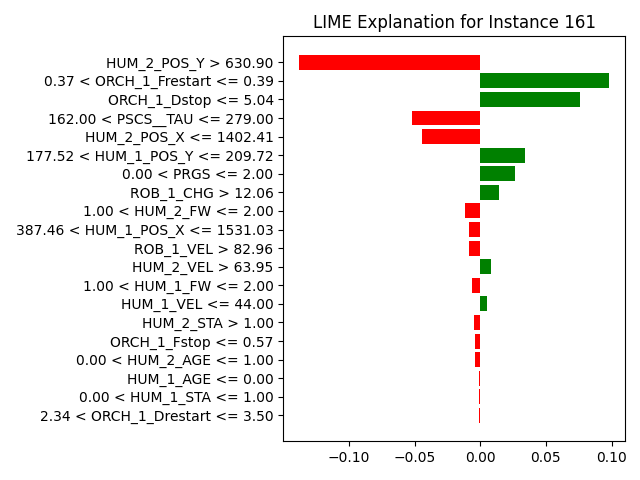 LIME Explanation for Instance 161
HUM_2_POS_Y > 630.90
0.37 < ORCH_1_Frestart <= 0.39
ORCH_1_Dstop <= 5.04
162.00 < PSCS__TAU <= 279.00
HUM_2_POS_X <= 1402.41
177.52 < HUM_1_POS_Y <= 209.72
0.00 < PRGS <= 2.00
ROB_1_CHG > 12.06
1.00 < HUM_2_FW <= 2.00
387.46 < HUM_1_POS_X <= 1531.03
ROB_1_VEL > 82.96
HUM_2_VEL > 63.95
1.00 < HUM_1_FW <= 2.00
HUM_1_VEL <= 44.00
HUM_2_STA > 1.00
ORCH_1_Fstop <= 0.57
0.00 < HUM_2_AGE <= 1.00
HUM_1_AGE <= 0.00
0.00 < HUM_1_STA <= 1.00
2.34 < ORCH_1_Drestart <= 3.50
−0.10 −0.05 0.00 0.05 0.10